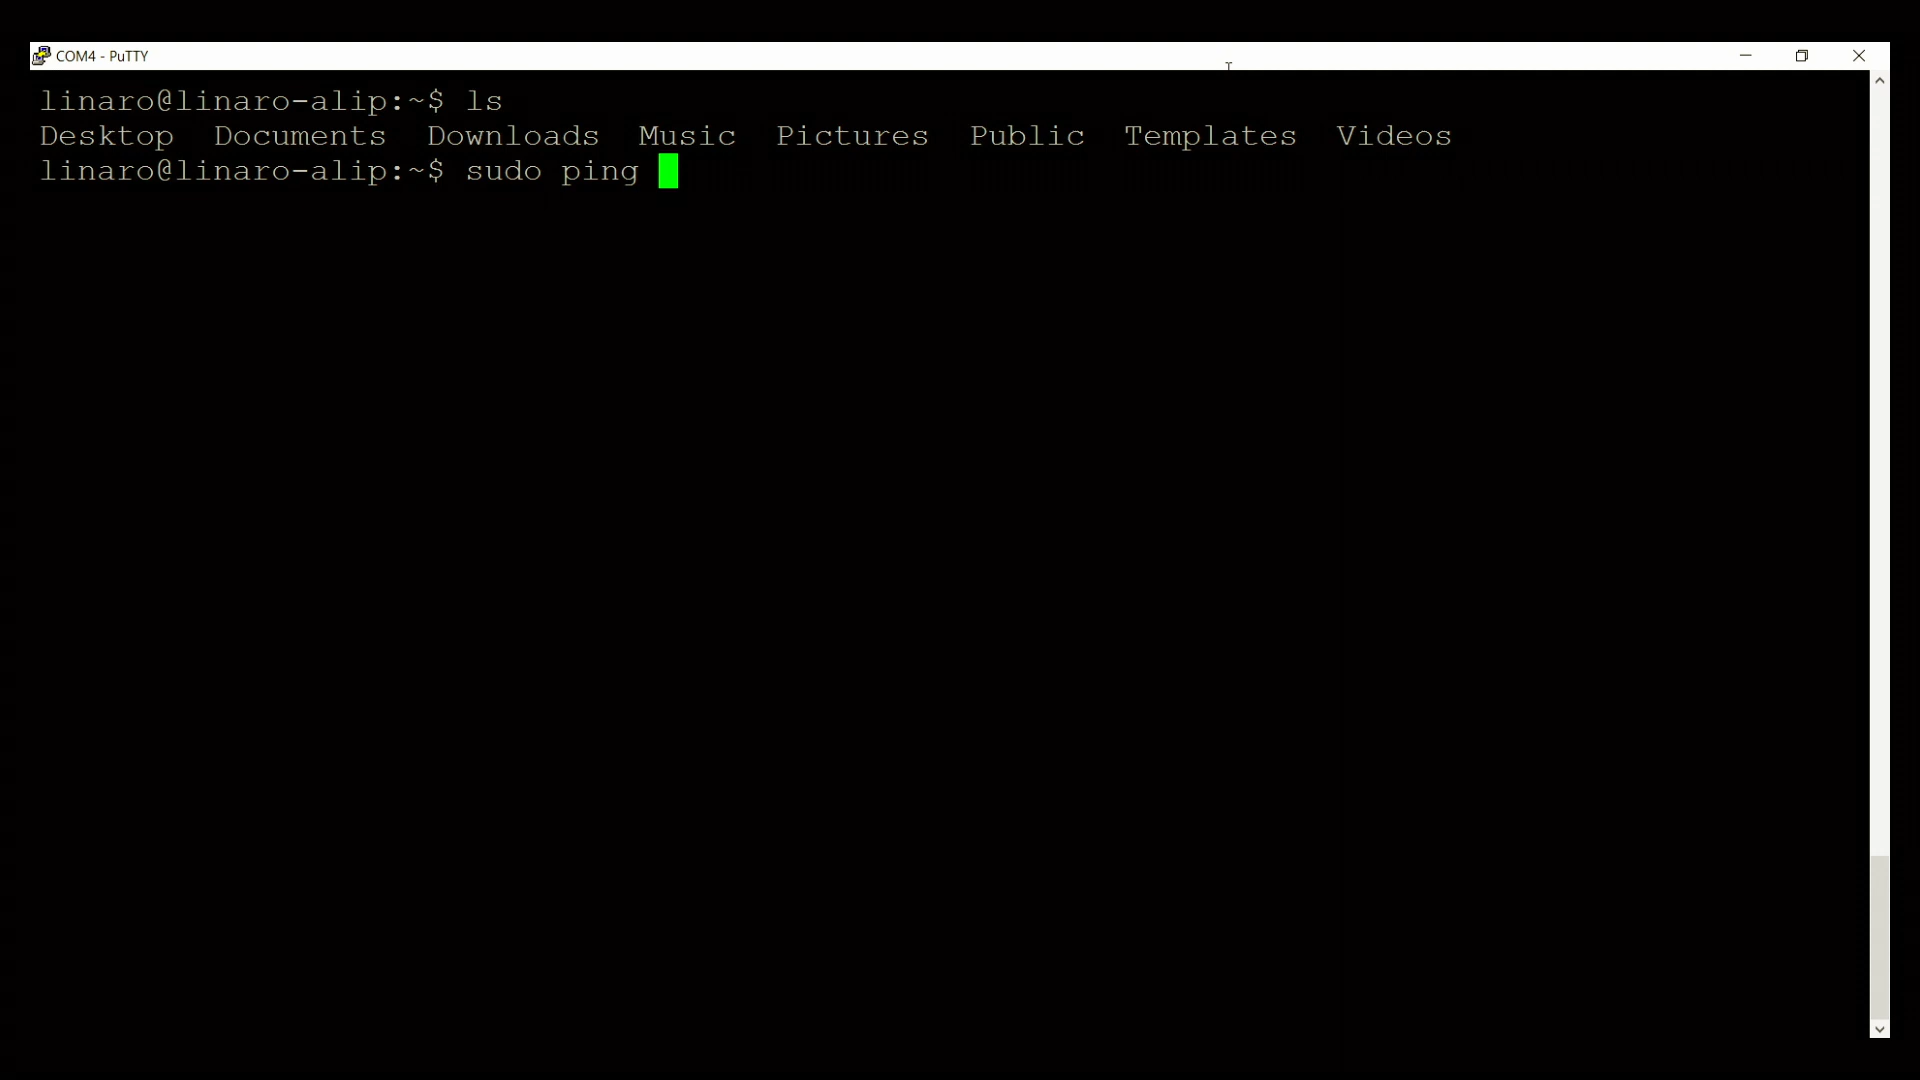 COM4 - PuTTY
linaro@linaro-alip:~$ ls
Desktop  Documents  Downloads  Music  Pictures  Public  Templates  Videos
linaro@linaro-alip:~$ sudo ping